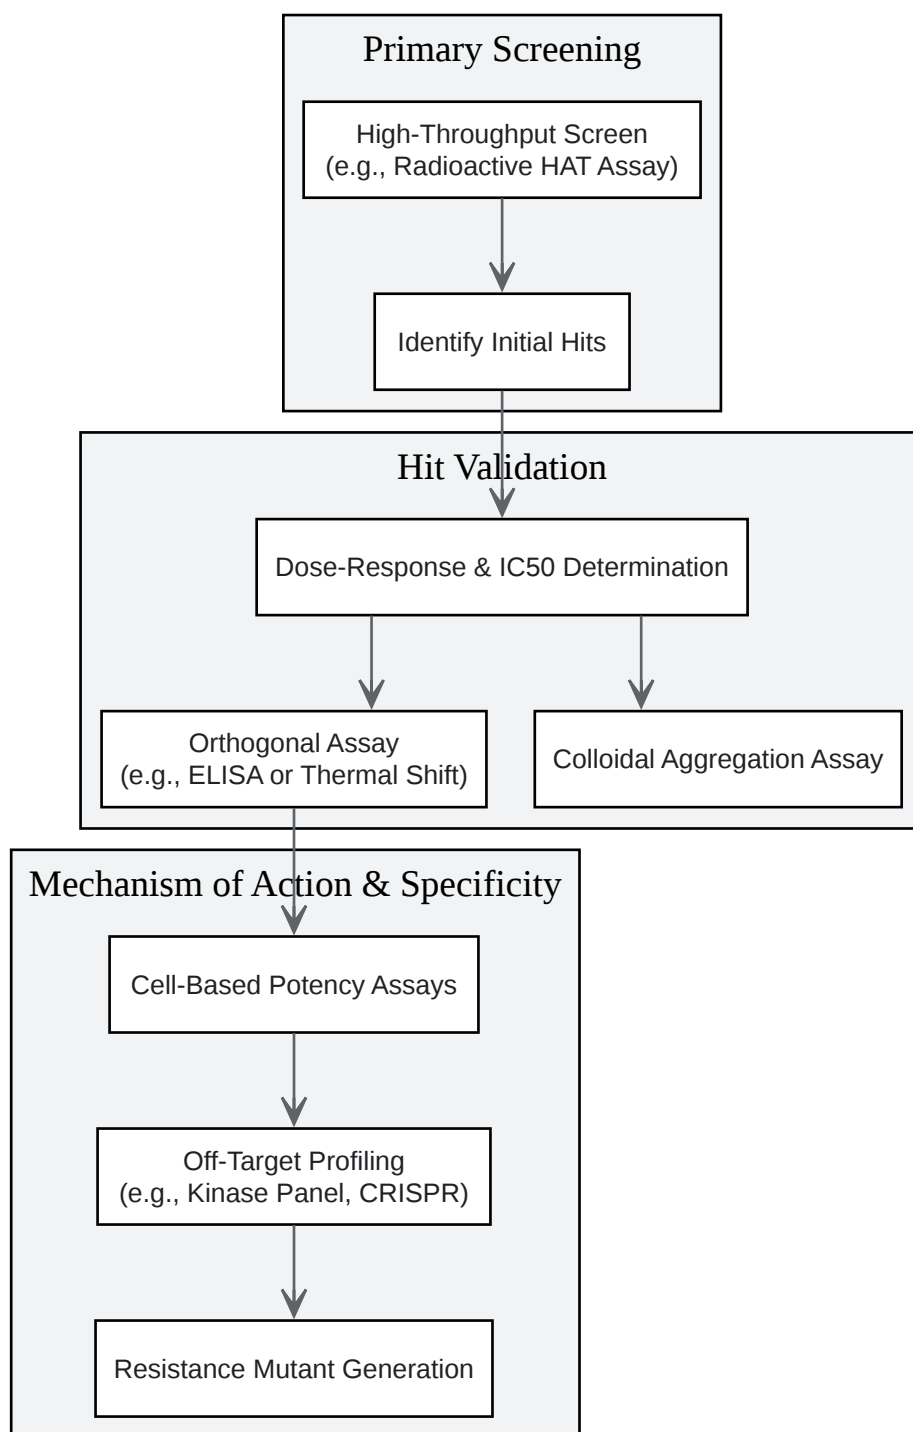 Primary Screening
High-Throughput Screen
(e.g., Radioactive HAT Assay)
Identify Initial Hits
Hit Validation
Dose-Response & IC50 Determination
Orthogonal Assay
(e.g., ELISA or Thermal Shift)
Colloidal Aggregation Assay
Mechanism of Action & Specificity
Cell-Based Potency Assays
Off-Target Profiling
(e.g., Kinase Panel, CRISPR)
Resistance Mutant Generation